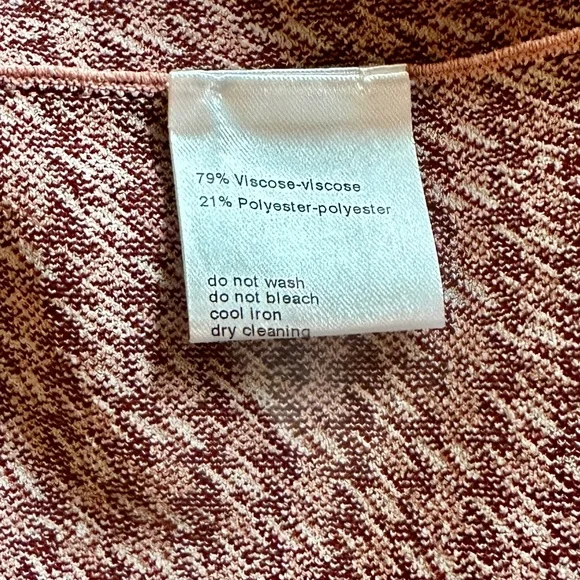 79% Viscose-viscose
21% Polyester-polyester
do not wash
do not bleach
cool iron
dry cleaning